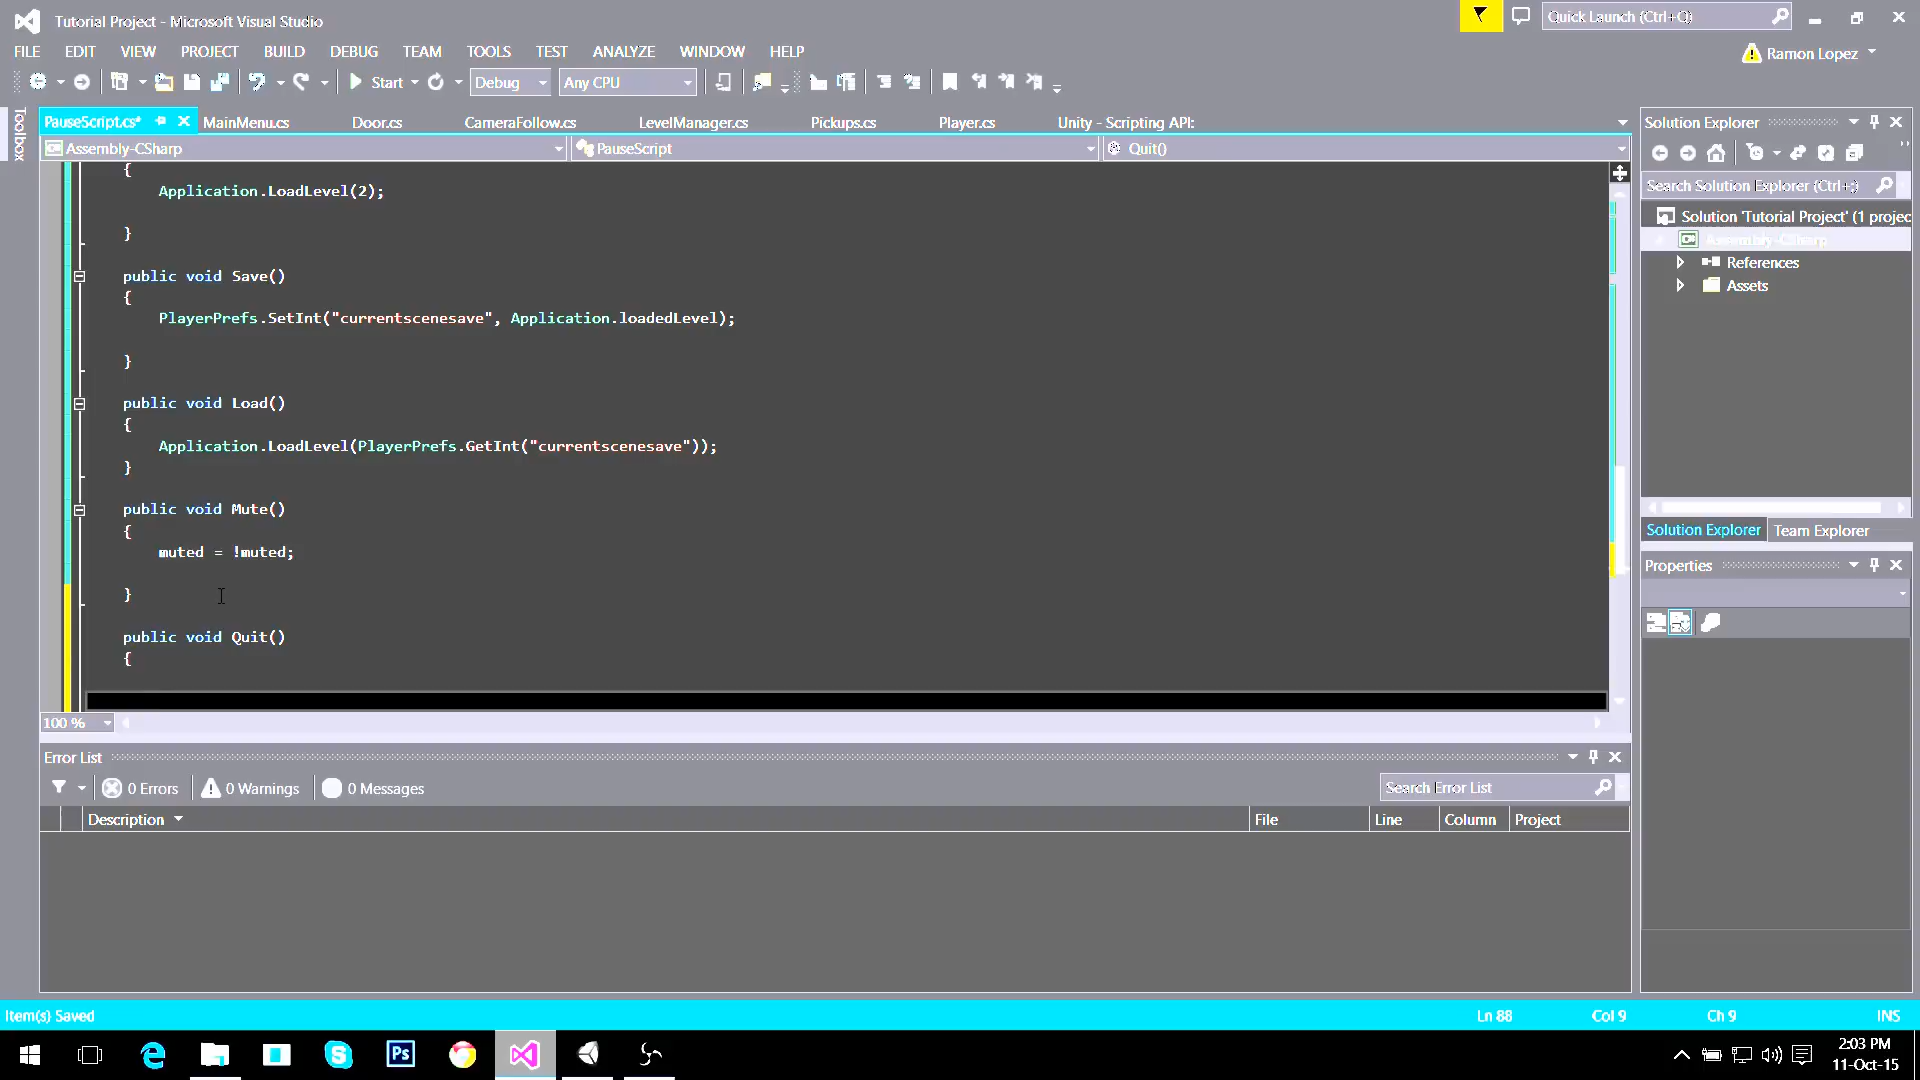 Tutorial Project - Microsoft Visual Studio
Quick Launch (Ctrl+Q)
FILE EDIT VIEW PROJECT BUILD DEBUG TEAM TOOLS TEST ANALYZE WINDOW HELP
Ramon Lopez
Start Debug Any CPU
Toolbox
PauseScript.cs* MainMenu.cs Door.cs CameraFollow.cs LevelManager.cs Pickups.cs Player.cs Unity - Scripting API:
Assembly-CSharp PauseScript Quit()
{
Application.LoadLevel(2);
}
public void Save()
{
PlayerPrefs.SetInt("currentscenesave", Application.loadedLevel);
}
public void Load()
{
Application.LoadLevel(PlayerPrefs.GetInt("currentscenesave"));
}
public void Mute()
{
muted = !muted;
}
public void Quit()
{
100 %
Solution Explorer
Search Solution Explorer (Ctrl+;)
Solution 'Tutorial Project' (1 projec
Assembly-CSharp
References
Assets
Solution Explorer Team Explorer
Properties
Error List
0 Errors 0 Warnings 0 Messages
Search Error List
Description File Line Column Project
Item(s) Saved Ln 88 Col 9 Ch 9 INS
Ps
2:03 PM
11-Oct-15